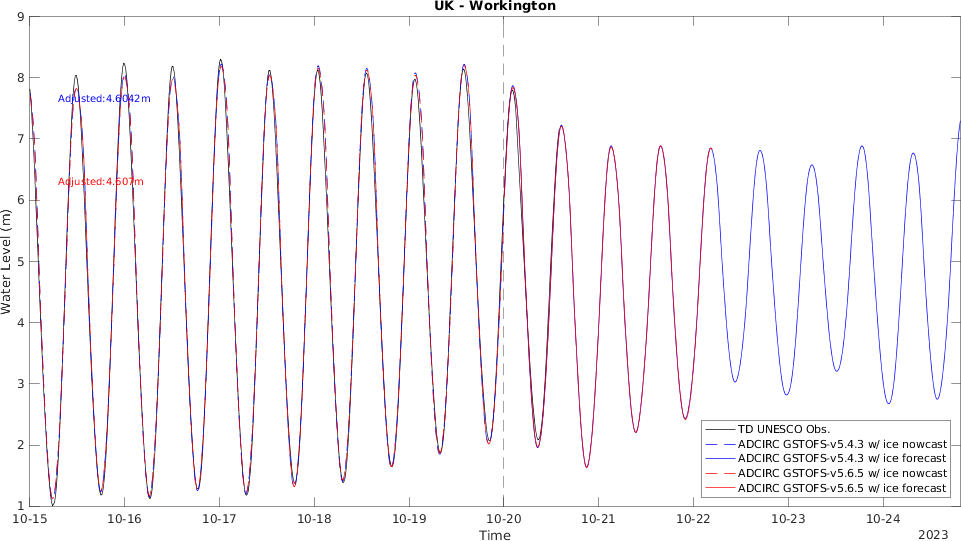 UK - Workington
9
8
7
6
5
4
3
2
1
Water Level (m)
Adjusted:4.6042m
Adjusted:4.607m
TD UNESCO Obs.
ADCIRC GSTOFS-v5.4.3 w/ ice nowcast
ADCIRC GSTOFS-v5.4.3 w/ ice forecast
ADCIRC GSTOFS-v5.6.5 w/ ice nowcast
ADCIRC GSTOFS-v5.6.5 w/ ice forecast
10-15 10-16 10-17 10-18 10-19 10-20 10-21 10-22 10-23 10-24
Time
2023